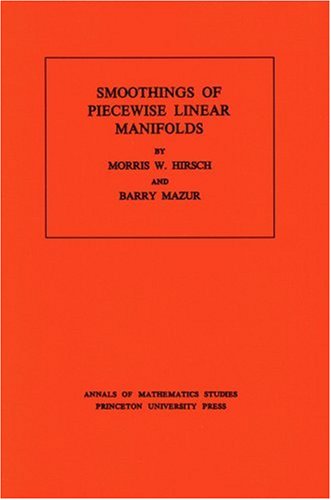 SMOOTHINGS OF
PIECEWISE LINEAR
MANIFOLDS
BY
MORRIS W. HIRSCH
AND
BARRY MAZUR
ANNALS OF MATHEMATICS STUDIES
PRINCETON UNIVERSITY PRESS